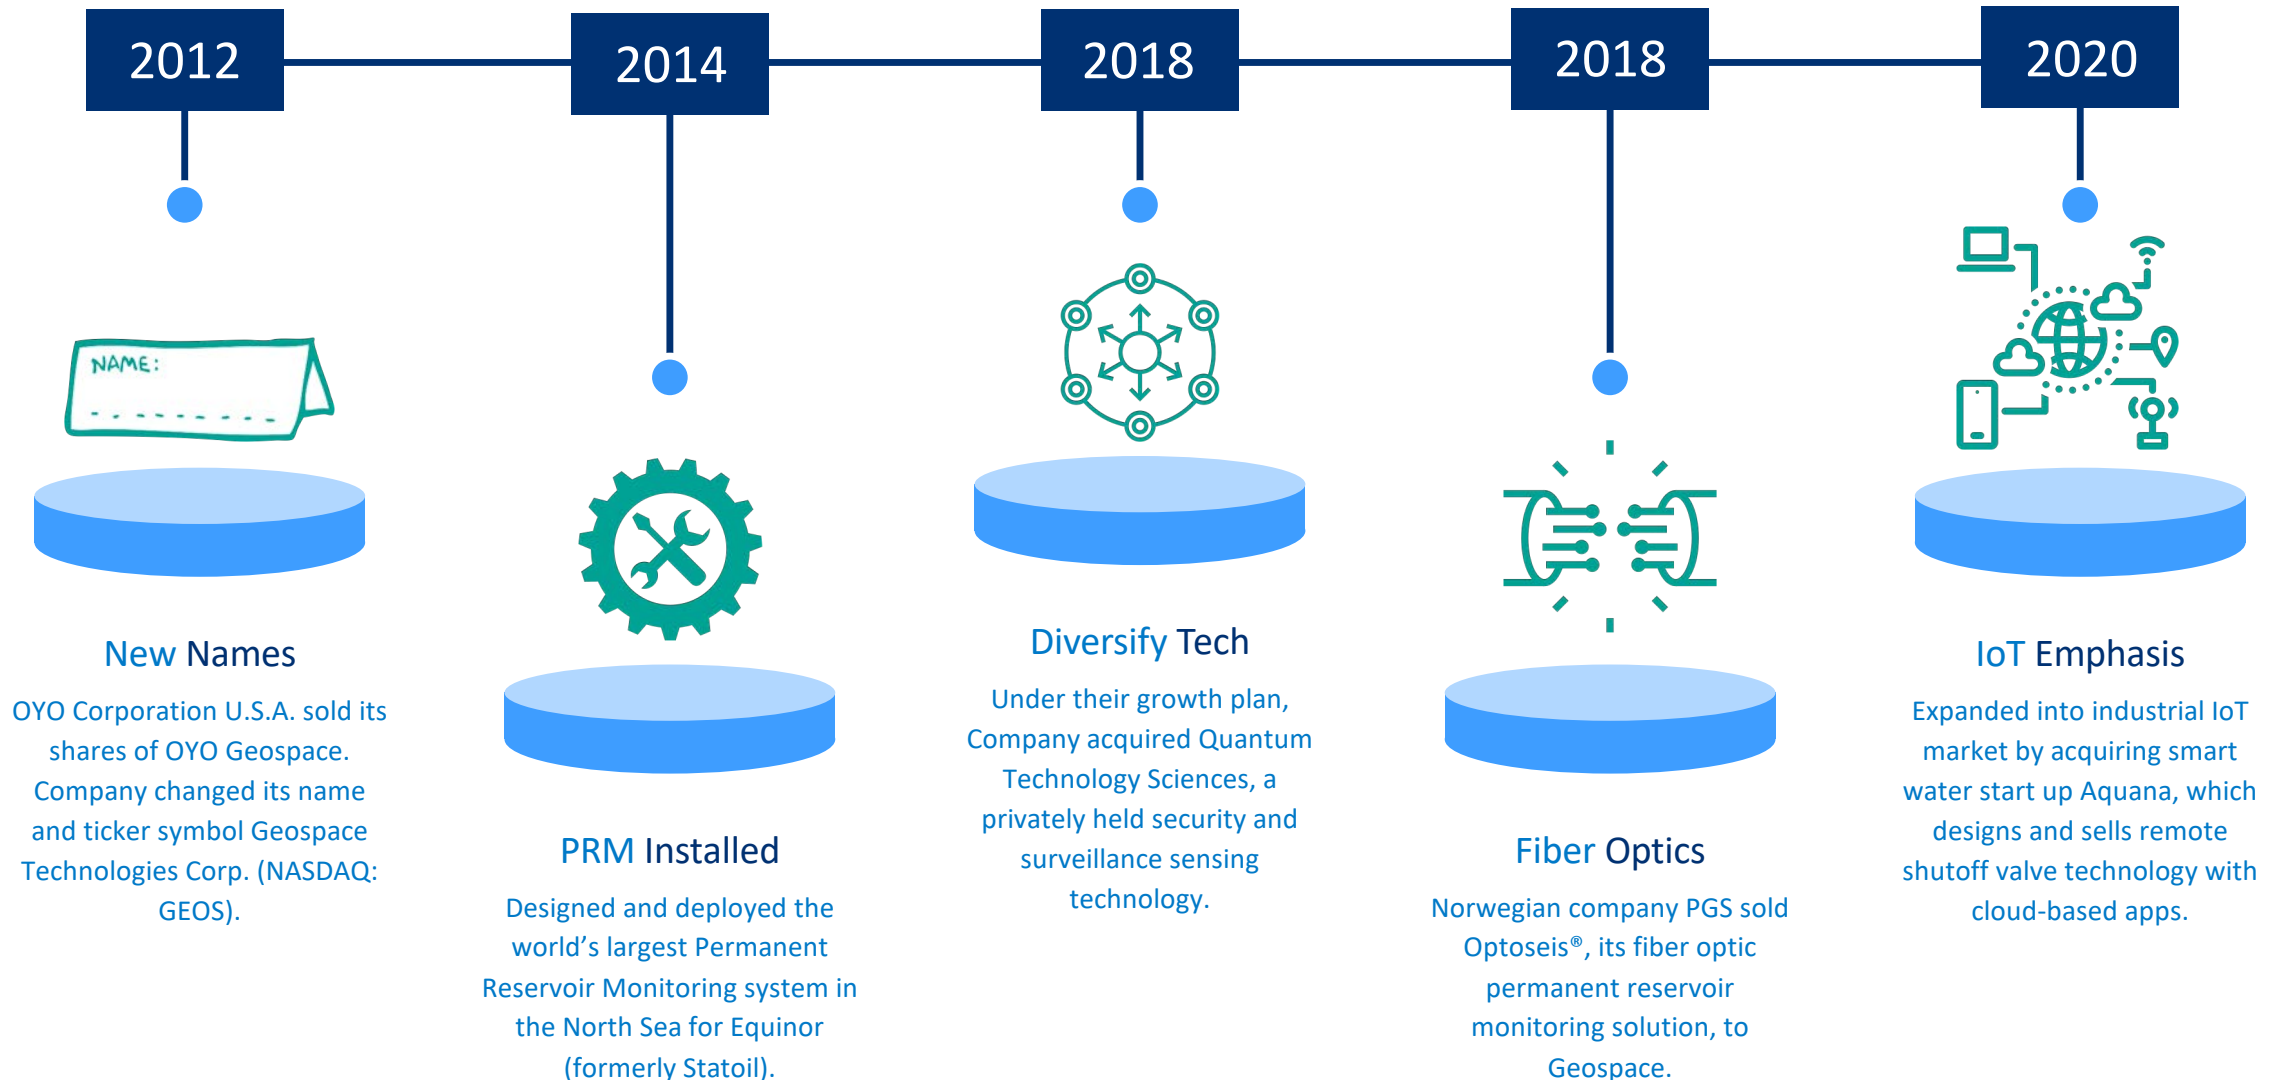 2012
2014
2018
2018
2020
NAME:
New Names
OYO Corporation U.S.A. sold its
shares of OYO Geospace.
Company changed its name
and ticker symbol Geospace
Technologies Corp. (NASDAQ:
GEOS).
PRM Installed
Designed and deployed the
world's largest Permanent
Reservoir Monitoring system in
the North Sea for Equinor
(formerly Statoil).
Diversify Tech
Under their growth plan,
Company acquired Quantum
Technology Sciences, a
privately held security and
surveillance sensing
technology.
Fiber Optics
Norwegian company PGS sold
Optoseis®, its fiber optic
permanent reservoir
monitoring solution, to
Geospace.
IoT Emphasis
Expanded into industrial IoT
market by acquiring smart
water start up Aquana, which
designs and sells remote
shutoff valve technology with
cloud-based apps.